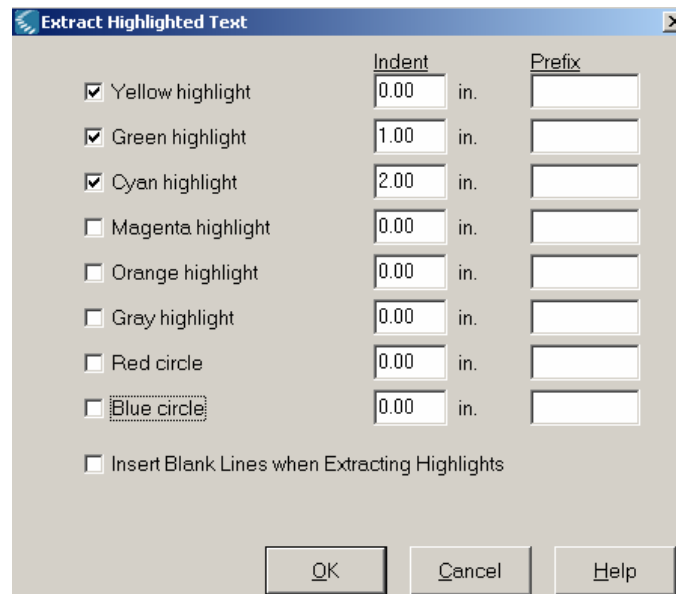 Extract Highlighted Text
Indent Prefix
Yellow highlight 0.00 in.
Green highlight 1.00 in.
Cyan highlight 2.00 in.
Magenta highlight 0.00 in.
Orange highlight 0.00 in.
Gray highlight 0.00 in.
Red circle 0.00 in.
Blue circle 0.00 in.
Insert Blank Lines when Extracting Highlights
OK Cancel Help